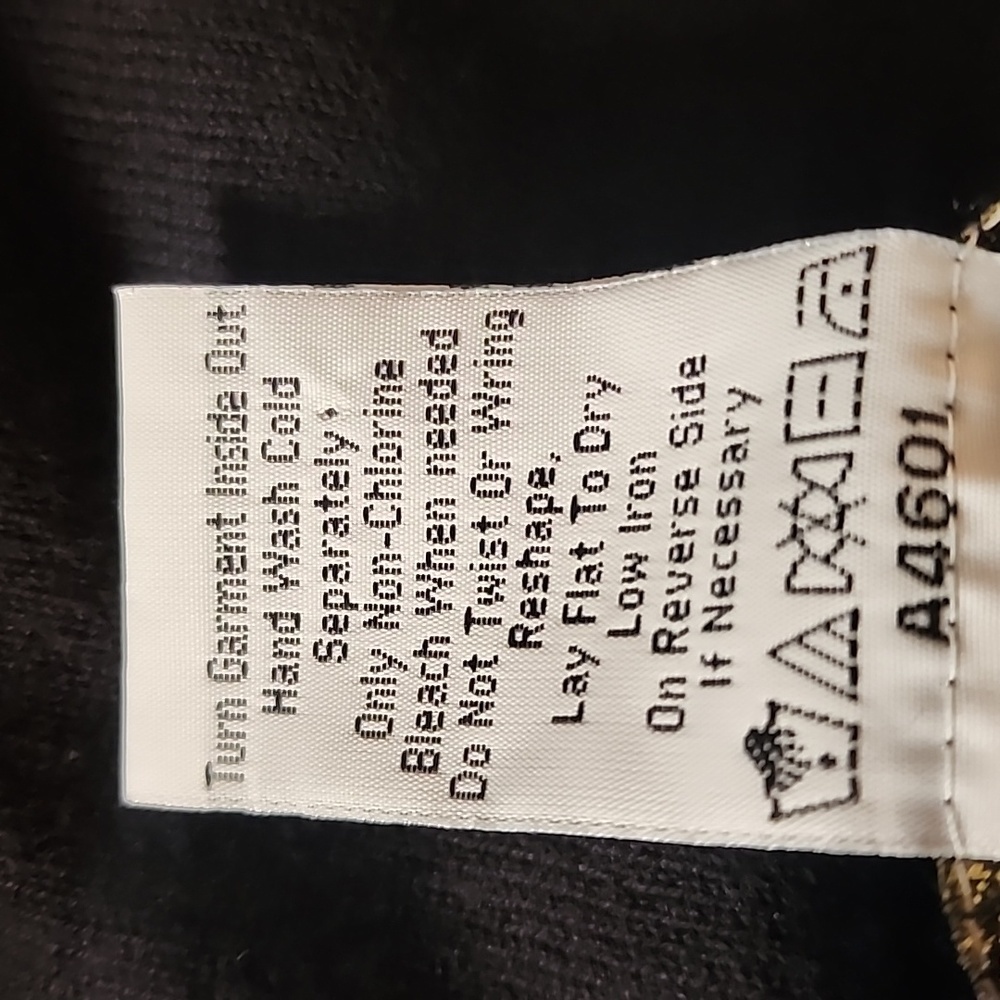 Turn Garment Inside Out
Hand Wash Cold
Separately,
Only Non-Chlorine
Bleach When needed
Do Not Twist Or Wring
Reshape,
Lay Flat To Dry
Low Iron
On Reverse Side
If Necessary
A4601